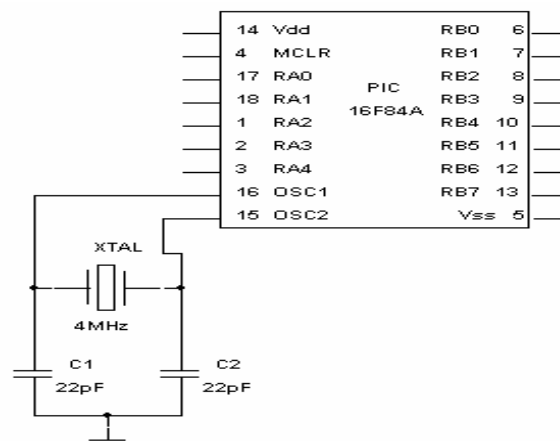 14 Vdd RB0 6
4 MCLR RB1 7
17 RA0 RB2 8
18 RA1 PIC RB3 9
16F84A
1 RA2 RB4 10
2 RA3 RB5 11
3 RA4 RB6 12
16 OSC1 RB7 13
15 OSC2 Vss 5
XTAL
4MHz
C1 C2
22pF 22pF